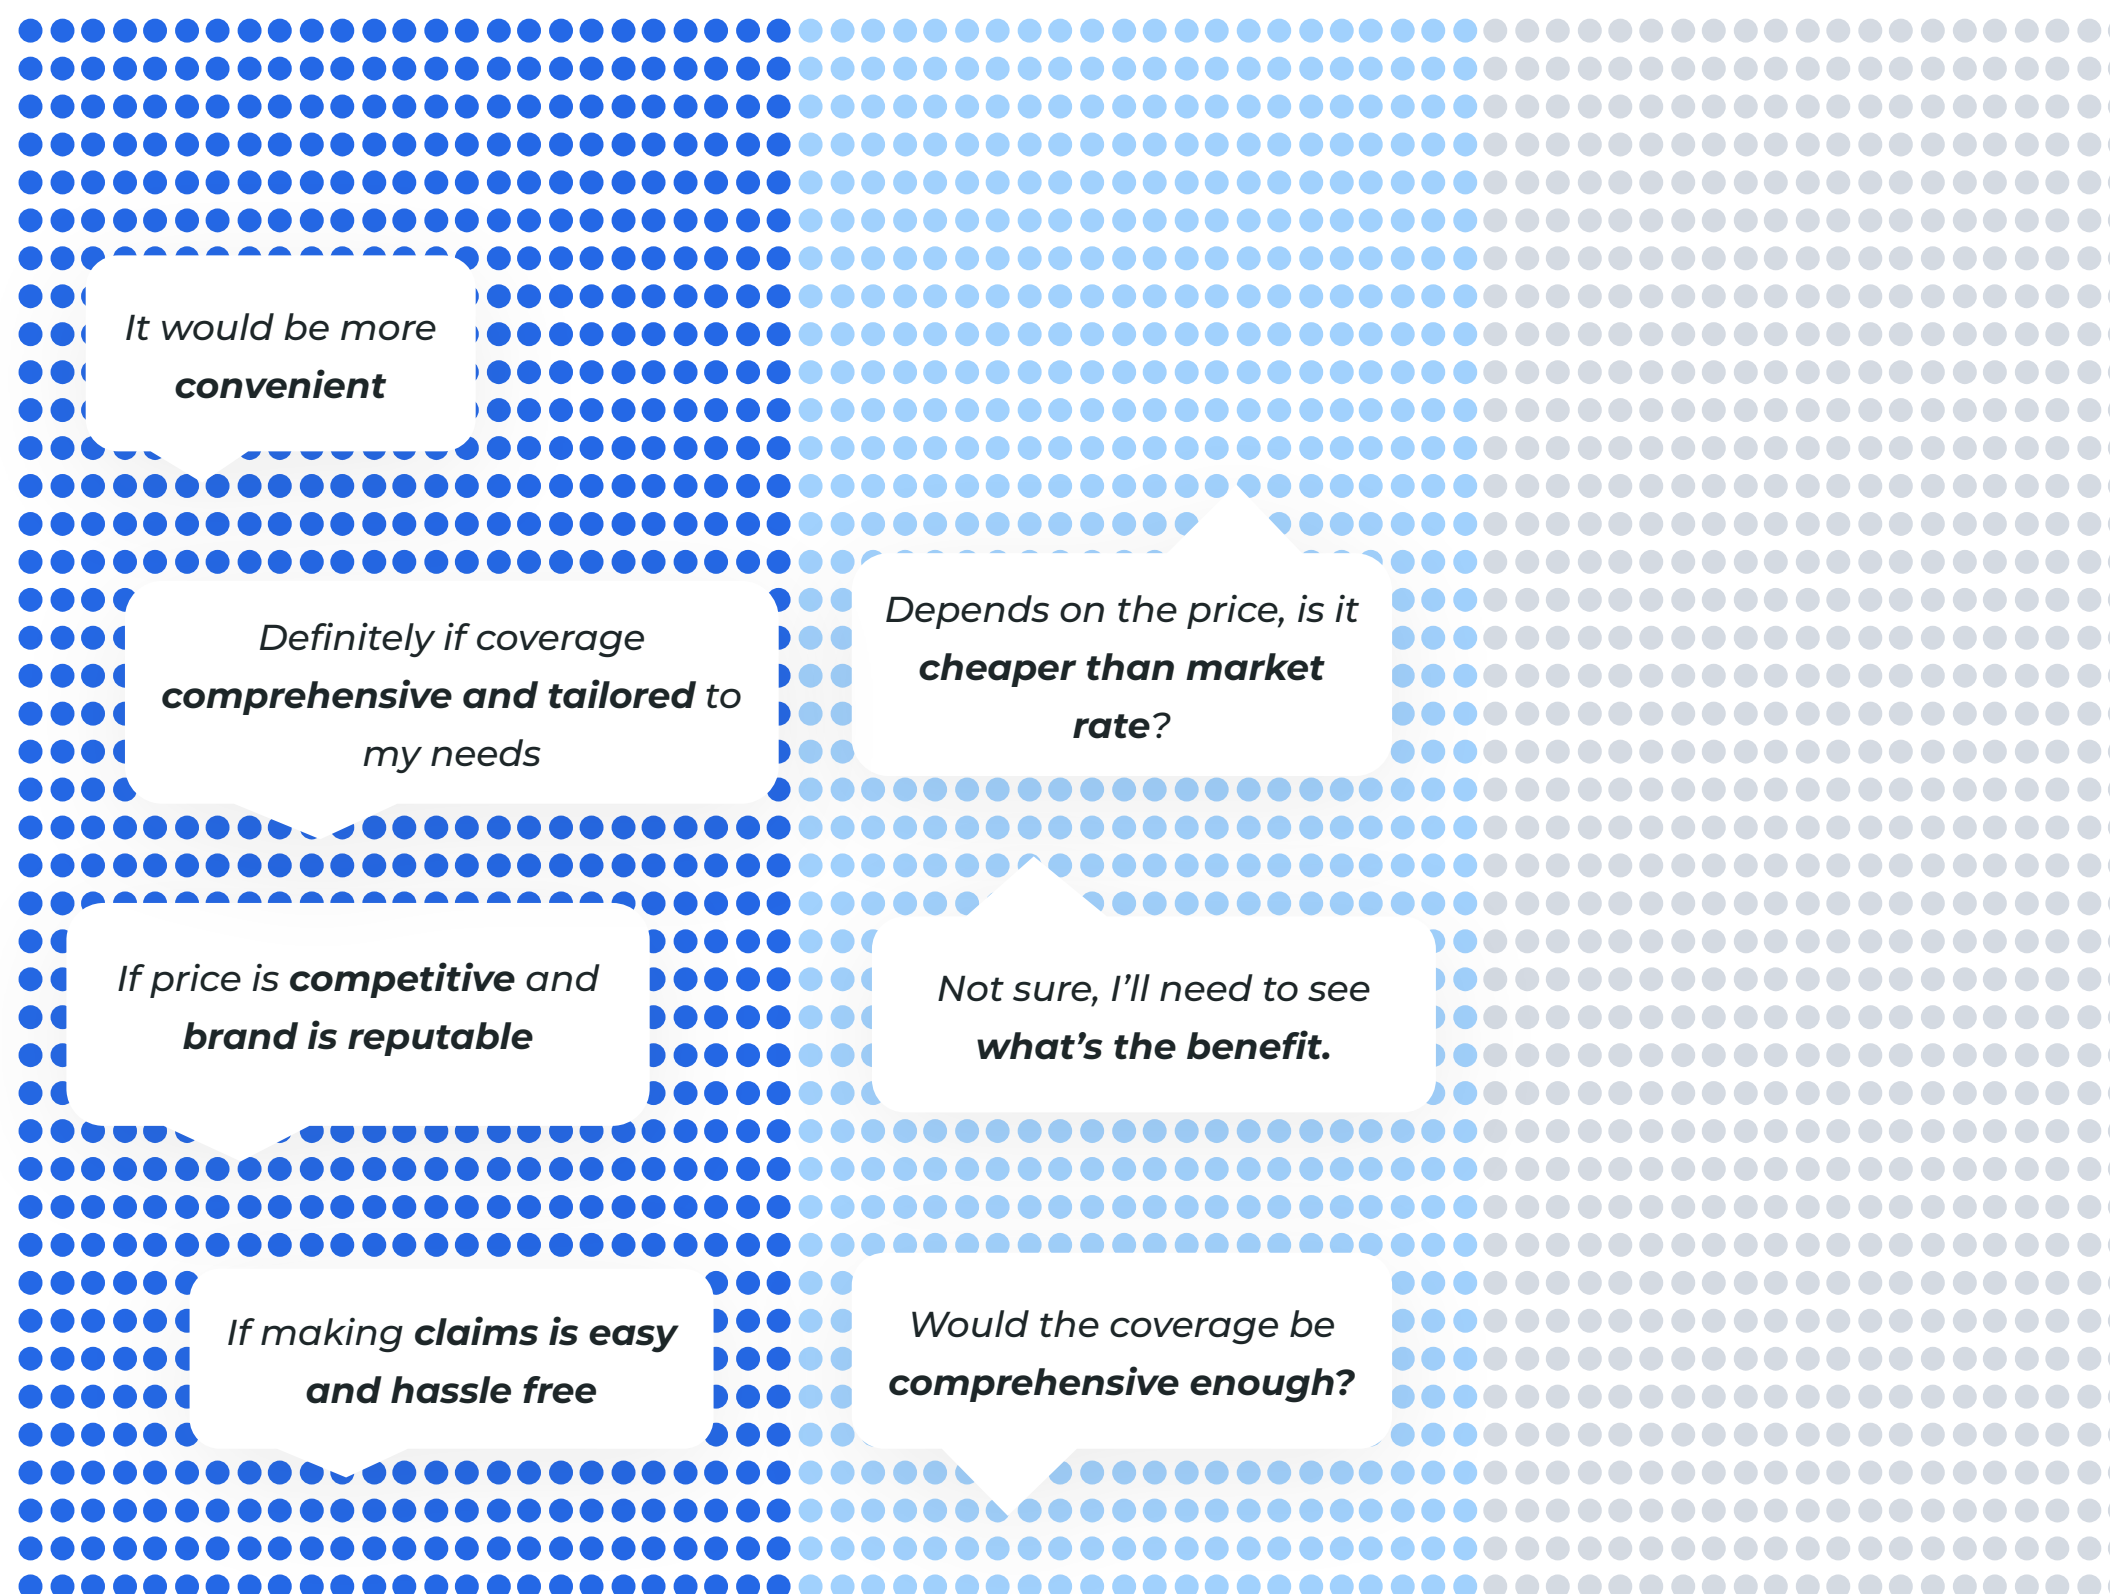 It would be more
convenient
Definitely if coverage
comprehensive and tailored to
my needs
If price is competitive and
brand is reputable
If making claims is easy
and hassle free
Depends on the price, is it
cheaper than market
rate?
Not sure, I’ll need to see
what’s the benefit.
Would the coverage be
comprehensive enough?